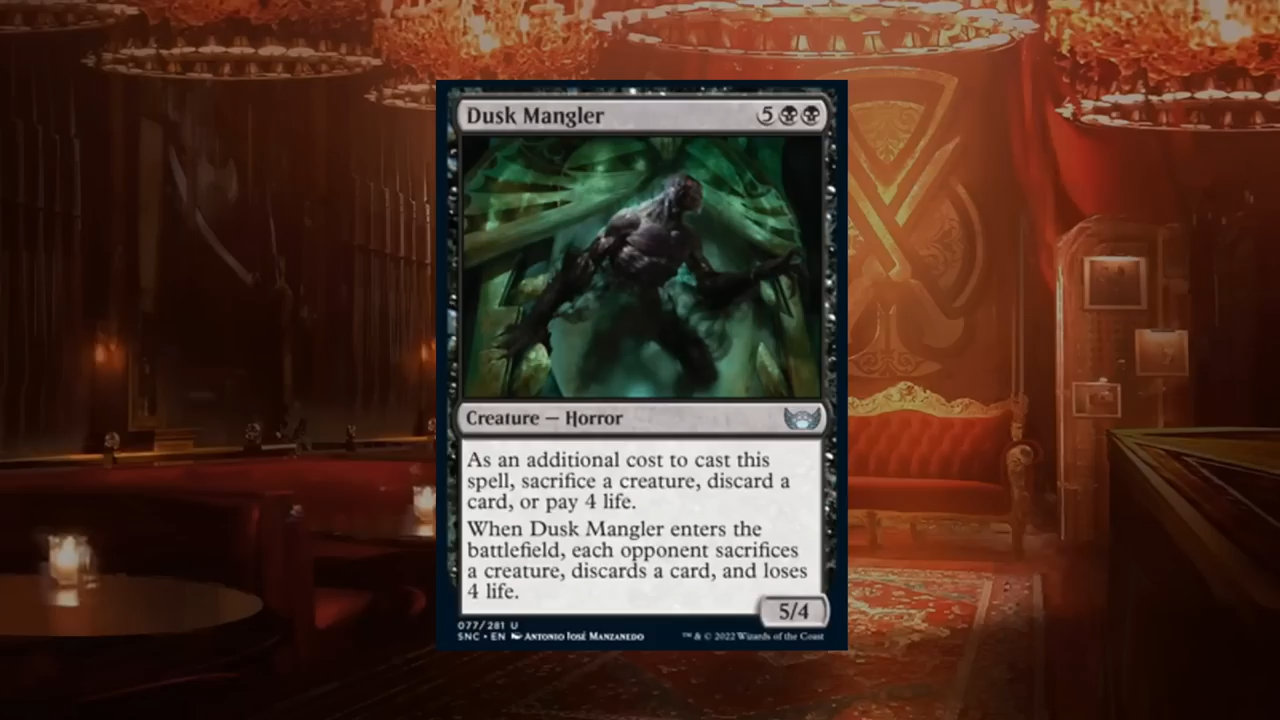 Dusk Mangler 5
Creature — Horror
As an additional cost to cast this
spell, sacrifice a creature, discard a
card, or pay 4 life.
When Dusk Mangler enters the
battlefield, each opponent sacrifices
a creature, discards a card, and loses
4 life.
5/4
077/281 U
SNC • EN Antonio José Manzanedo ™ & © 2022 Wizards of the Coast